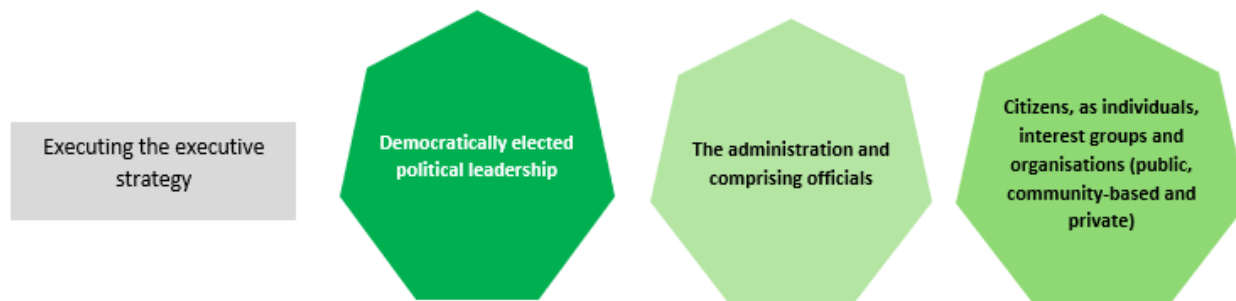 Executing the executive
strategy
Democratically elected
political leadership
The administration and
comprising officials
Citizens, as individuals,
interest groups and
organisations (public,
community-based and
private)